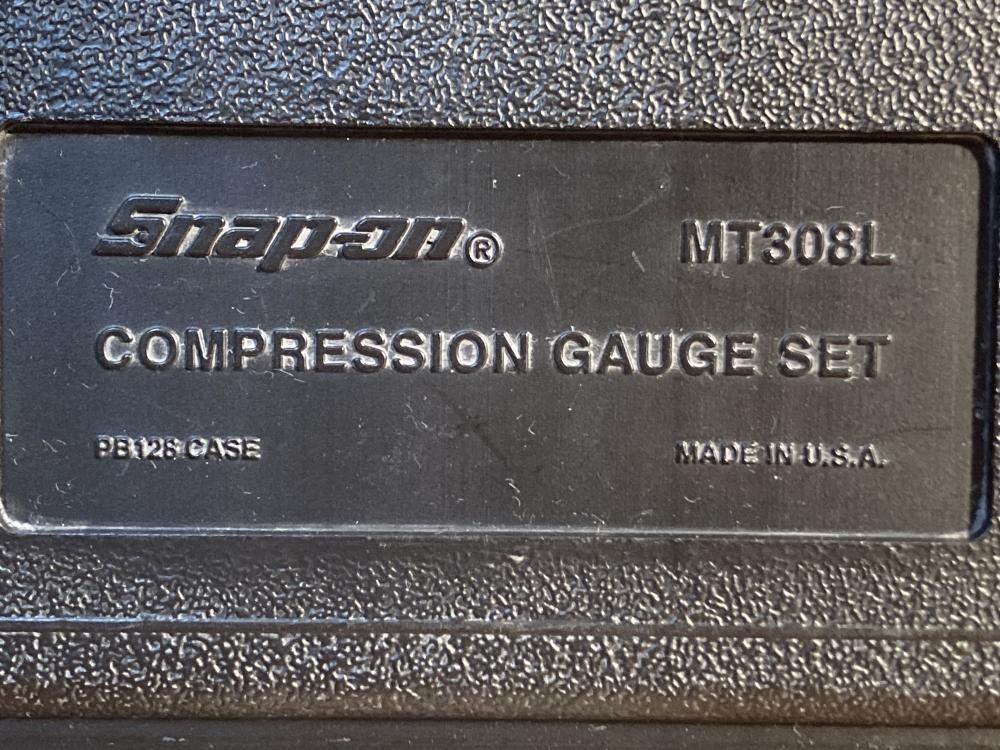 Snap-on® MT308L
COMPRESSION GAUGE SET
PB128 CASE MADE IN U.S.A.